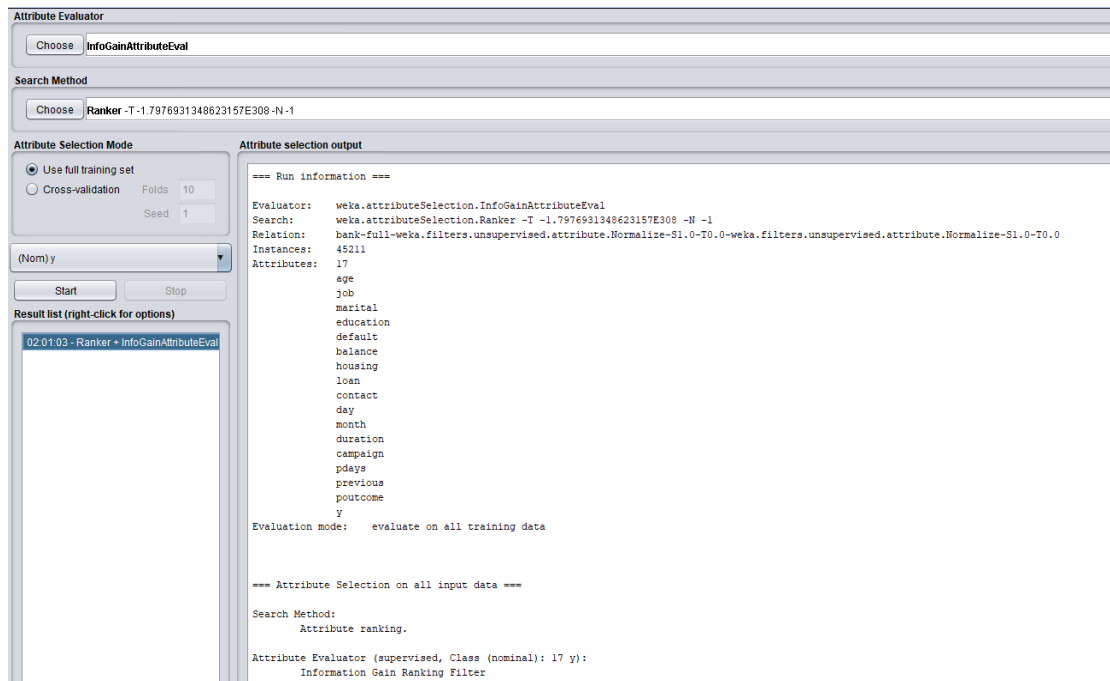 Attribute Evaluator
Choose InfoGainAttributeEval
Search Method
Choose Ranker -T -1.7976931348623157E308 -N -1
Attribute Selection Mode
Use full training set
Cross-validation Folds 10
Seed 1
(Nom) y
Start Stop
Result list (right-click for options)
02:01:03 - Ranker + InfoGainAttributeEval
Attribute selection output
=== Run information ===
Evaluator: weka.attributeSelection.InfoGainAttributeEval
Search: weka.attributeSelection.Ranker -T -1.7976931348623157E308 -N -1
Relation: bank-full-weka.filters.unsupervised.attribute.Normalize-S1.0-T0.0-weka.filters.unsupervised.attribute.Normalize-S1.0-T0.0
Instances: 45211
Attributes: 17
age
job
marital
education
default
balance
housing
loan
contact
day
month
duration
campaign
pdays
previous
poutcome
y
Evaluation mode: evaluate on all training data
=== Attribute Selection on all input data ===
Search Method:
Attribute ranking.
Attribute Evaluator (supervised, Class (nominal): 17 y):
Information Gain Ranking Filter